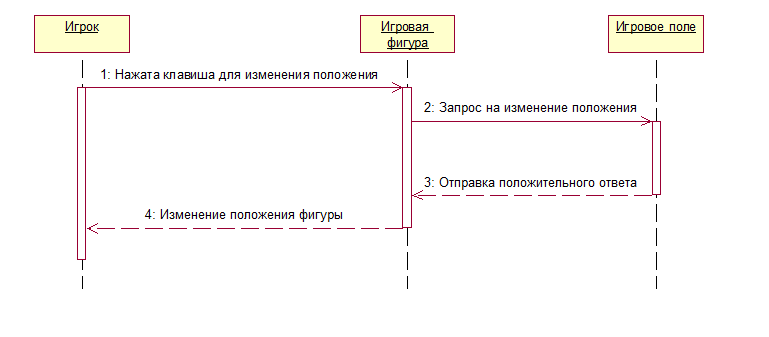 Игрок
Игровая
фигура
Игровое поле
1: Нажата клавиша для изменения положения
2: Запрос на изменение положения
3: Отправка положительного ответа
4: Изменение положения фигуры